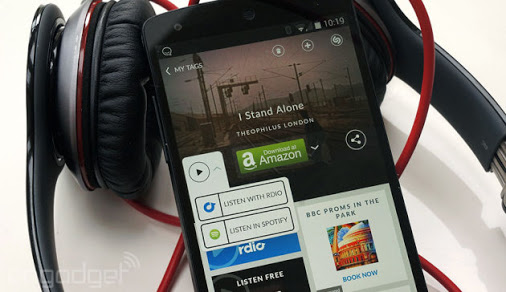 10:19
MY TAGS
I Stand Alone
THEOPHILUS LONDON
a Download at
Amazon
LISTEN WITH RDIO
LISTEN IN SPOTIFY
rdio
LISTEN FREE
BBC PROMS IN THE
PARK
BOOK NOW
engadget